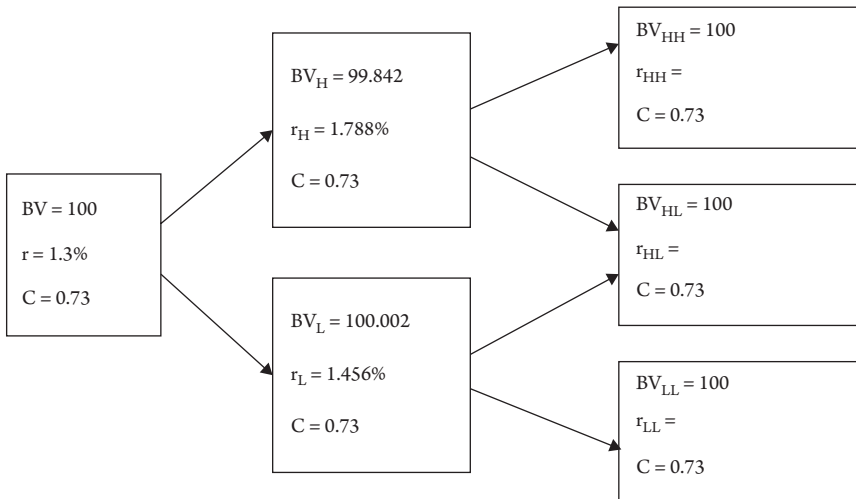 BV = 100
r = 1.3%
C = 0.73
BV_H = 99.842
r_H = 1.788%
C = 0.73
BV_L = 100.002
r_L = 1.456%
C = 0.73
BV_HH = 100
r_HH =
C = 0.73
BV_HL = 100
r_HL =
C = 0.73
BV_LL = 100
r_LL =
C = 0.73